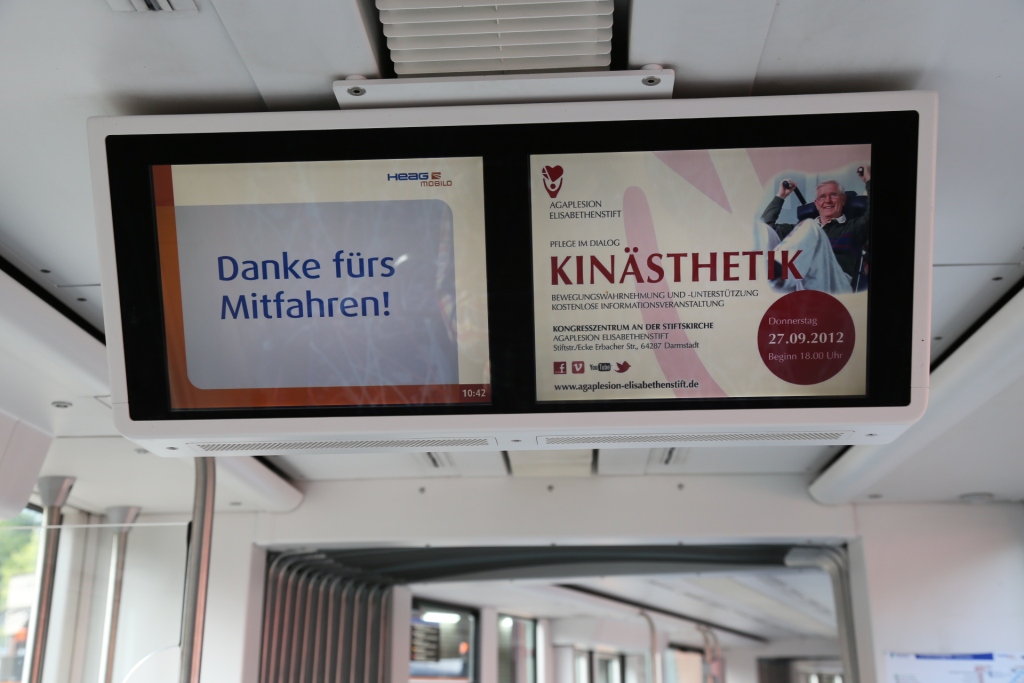 HEAG
MOBILO
Danke fürs
Mitfahren!
10:42
AGAPLESION
ELISABETHENSTIFT
PFLEGE IM DIALOG
KINÄSTHETIK
BEWEGUNGSWAHRNEHMUNG UND -UNTERSTÜTZUNG
KOSTENLOSE INFORMATIONSVERANSTALTUNG
KONGRESSZENTRUM AN DER STIFTSKIRCHE
AGAPLESION ELISABETHENSTIFT
Stiftstr./Ecke Erbacher Str., 64287 Darmstadt
YouTube
www.agaplesion-elisabethenstift.de
Donnerstag
27.09.2012
Beginn 18.00 Uhr